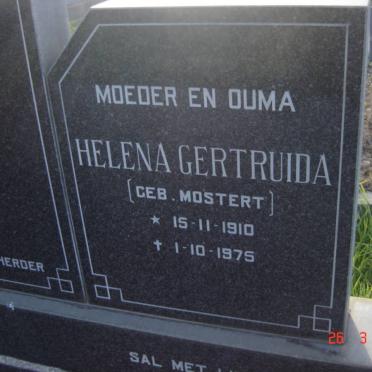 MOEDER EN OUMA
HELENA GERTRUIDA
[GEB. MOSTERT]
* 15-11-1910
✝ 1-10-1975
HERDER
SAL MET
26 3